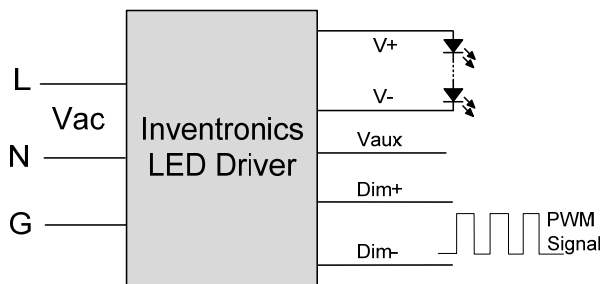 L
Vac
N
G
Inventronics
LED Driver
V+
V-
Vaux
Dim+
Dim-
PWM
Signal